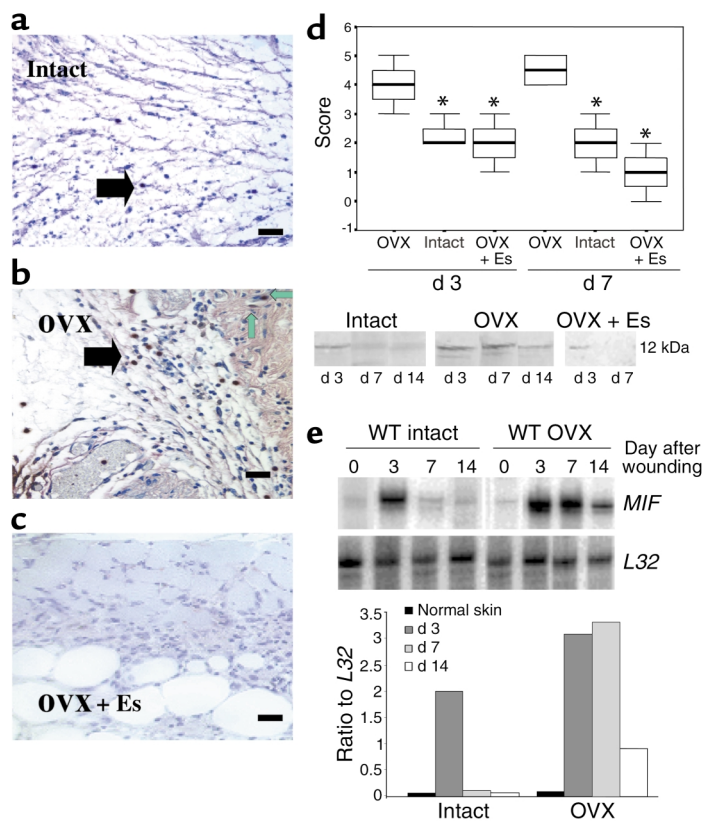 a
Intact
b
OVX
c
OVX + Es
d
Score
6
5
4
3
2
1
0
-1
* * * *
OVX Intact OVX + Es OVX Intact OVX + Es
d 3 d 7
Intact OVX OVX + Es
12 kDa
d 3 d 7 d 14 d 3 d 7 d 14 d 3 d 7
e
WT intact WT OVX Day after
wounding
0 3 7 14 0 3 7 14
MIF
L32
Ratio to L32
3.5
3
2.5
2
1.5
1
0.5
0
Normal skin
d 3
d 7
d 14
Intact OVX